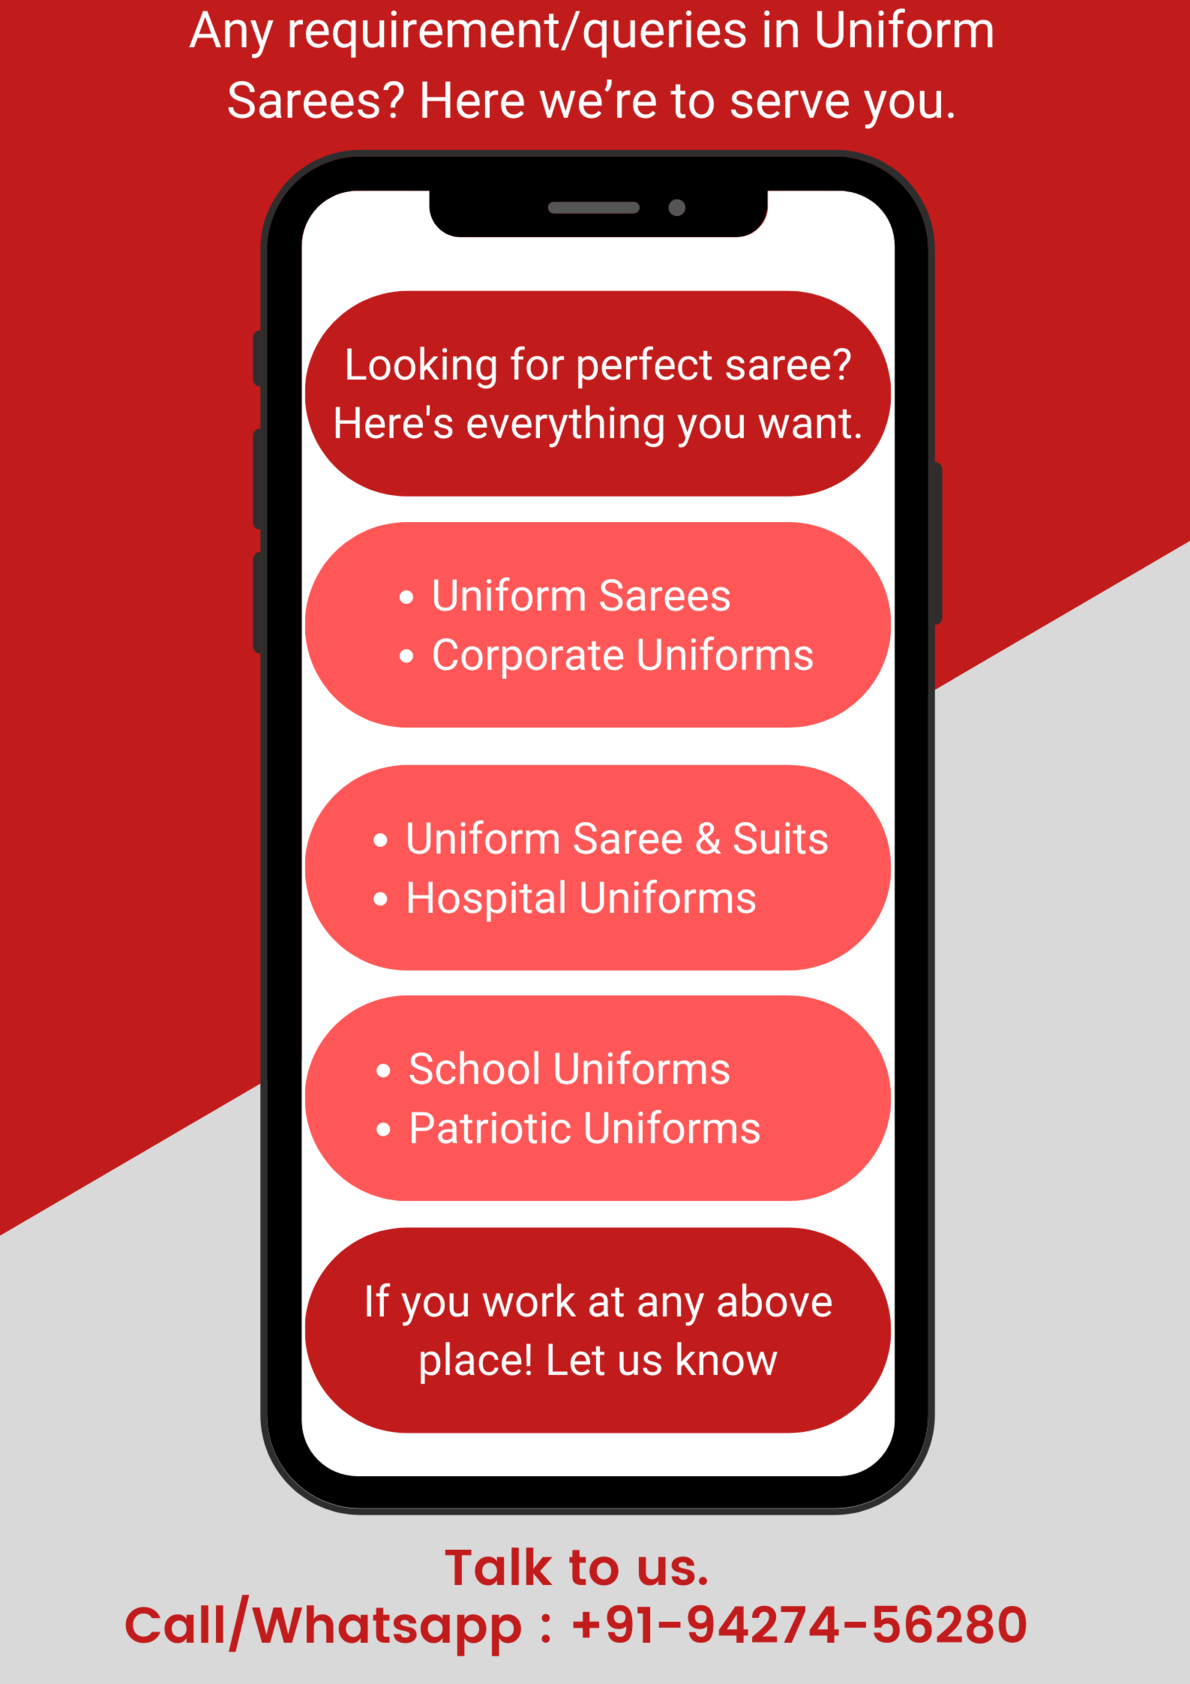 Any requirement/queries in Uniform
Sarees? Here we’re to serve you.
Looking for perfect saree?
Here's everything you want.
• Uniform Sarees
• Corporate Uniforms
• Uniform Saree & Suits
• Hospital Uniforms
• School Uniforms
• Patriotic Uniforms
If you work at any above
place! Let us know
Talk to us.
Call/Whatsapp : +91-94274-56280